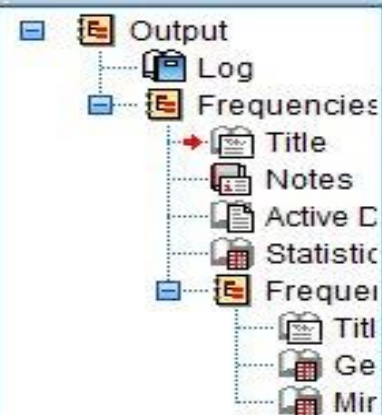 Output
Log
Frequencies
Title
Notes
Active D
Statistic
Frequen
Titl
Ge
Mir